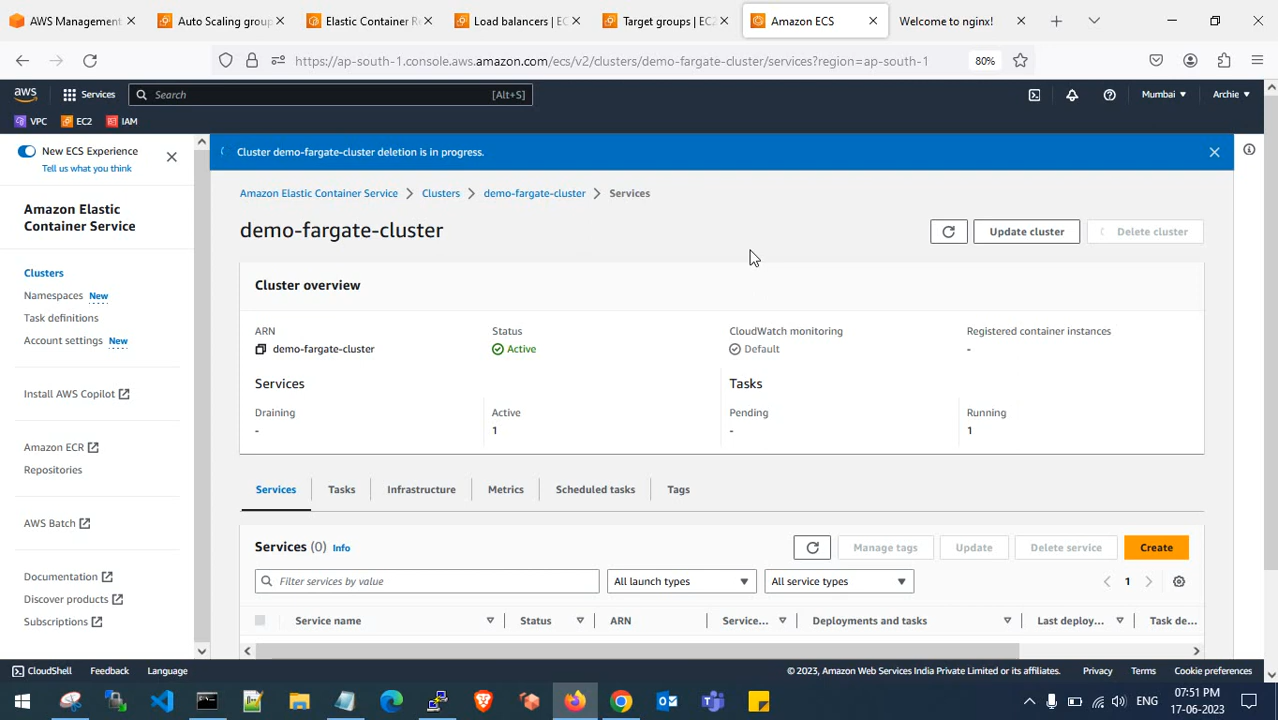 AWS Management
Auto Scaling group
Elastic Container Re
Load balancers | EC
Target groups | EC2
Amazon ECS
Welcome to nginx!
https://ap-south-1.console.aws.amazon.com/ecs/v2/clusters/demo-fargate-cluster/services?region=ap-south-1
80%
aws
Services
Search
[Alt+S]
Mumbai
Archie
VPC
EC2
IAM
New ECS Experience
Tell us what you think
Cluster demo-fargate-cluster deletion is in progress.
Amazon Elastic Container Service
Clusters
Namespaces New
Task definitions
Account settings New
Install AWS Copilot
Amazon ECR
Repositories
AWS Batch
Documentation
Discover products
Subscriptions
Amazon Elastic Container Service > Clusters > demo-fargate-cluster > Services
demo-fargate-cluster
Update cluster
Delete cluster
Cluster overview
ARN
demo-fargate-cluster
Status
Active
CloudWatch monitoring
Default
Registered container instances
-
Services
Tasks
Draining
-
Active
1
Pending
-
Running
1
Services
Tasks
Infrastructure
Metrics
Scheduled tasks
Tags
Services (0) Info
Manage tags
Update
Delete service
Create
Filter services by value
All launch types
All service types
1
Service name
Status
ARN
Service...
Deployments and tasks
Last deploy...
Task de...
CloudShell
Feedback
Language
© 2023, Amazon Web Services India Private Limited or its affiliates.
Privacy
Terms
Cookie preferences
ENG
07:51 PM
17-06-2023